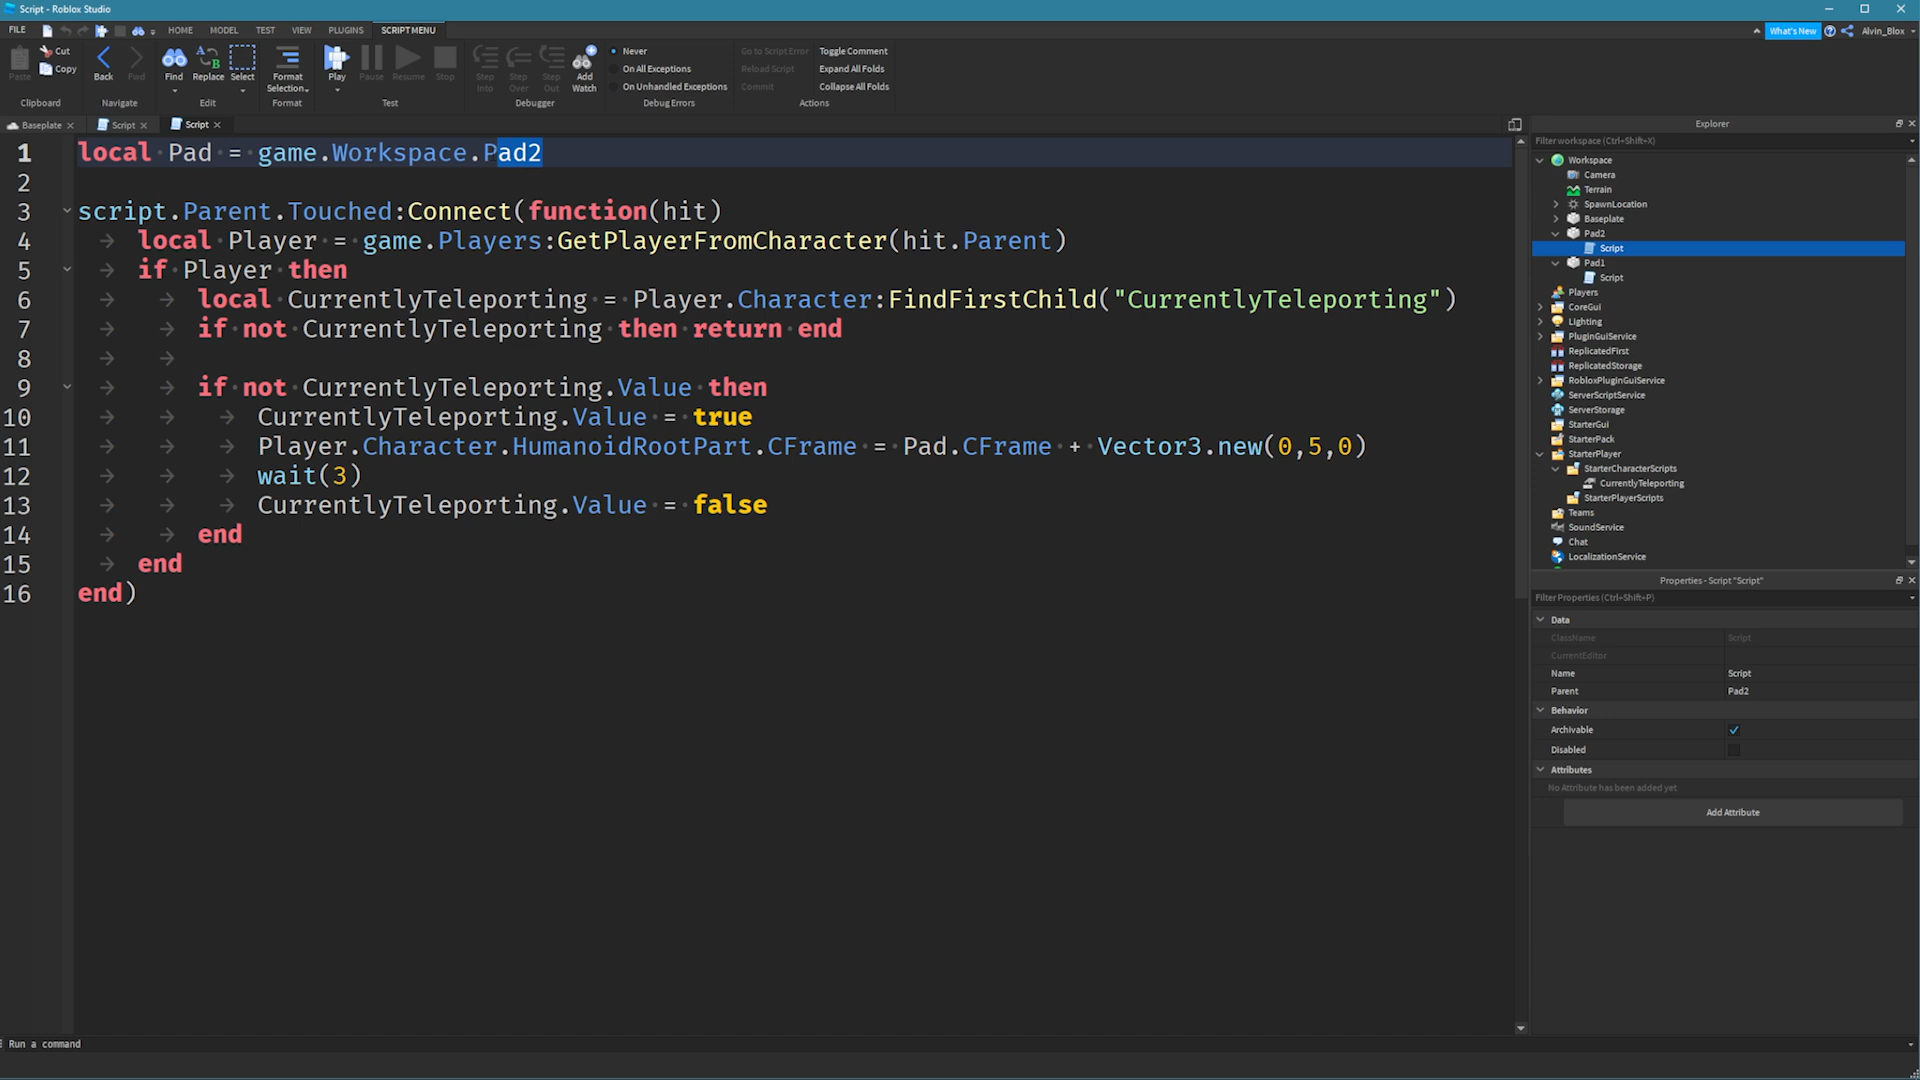 Script - Roblox Studio
FILE HOME MODEL TEST VIEW PLUGINS SCRIPT MENU What's New Alvin_Blox
Paste Cut Copy Clipboard
Back Fwd Navigate
Find Replace Select Edit
Format Selection Format
Play Pause Resume Stop Test
Step Into Step Over Step Out Add Watch Debugger
Never
On All Exceptions
On Unhandled Exceptions
Debug Errors
Go to Script Error Toggle Comment
Reload Script Expand All Folds
Commit Collapse All Folds
Actions
Baseplate Script Script
1 local Pad = game.Workspace.Pad2
2
3 script.Parent.Touched:Connect(function(hit)
4 local Player = game.Players:GetPlayerFromCharacter(hit.Parent)
5 if Player then
6 local CurrentlyTeleporting = Player.Character:FindFirstChild("CurrentlyTeleporting")
7 if not CurrentlyTeleporting then return end
8
9 if not CurrentlyTeleporting.Value then
10 CurrentlyTeleporting.Value = true
11 Player.Character.HumanoidRootPart.CFrame = Pad.CFrame + Vector3.new(0,5,0)
12 wait(3)
13 CurrentlyTeleporting.Value = false
14 end
15 end
16 end)
Explorer
Filter workspace (Ctrl+Shift+X)
Workspace
Camera
Terrain
SpawnLocation
Baseplate
Pad2
Script
Pad1
Script
Players
CoreGui
Lighting
PluginGuiService
ReplicatedFirst
ReplicatedStorage
RobloxPluginGuiService
ServerScriptService
ServerStorage
StarterGui
StarterPack
StarterPlayer
StarterCharacterScripts
CurrentlyTeleporting
StarterPlayerScripts
Teams
SoundService
Chat
LocalizationService
Properties - Script "Script"
Filter Properties (Ctrl+Shift+P)
Data
ClassName Script
CurrentEditor
Name Script
Parent Pad2
Behavior
Archivable
Disabled
Attributes
No Attribute has been added yet
Add Attribute
Run a command